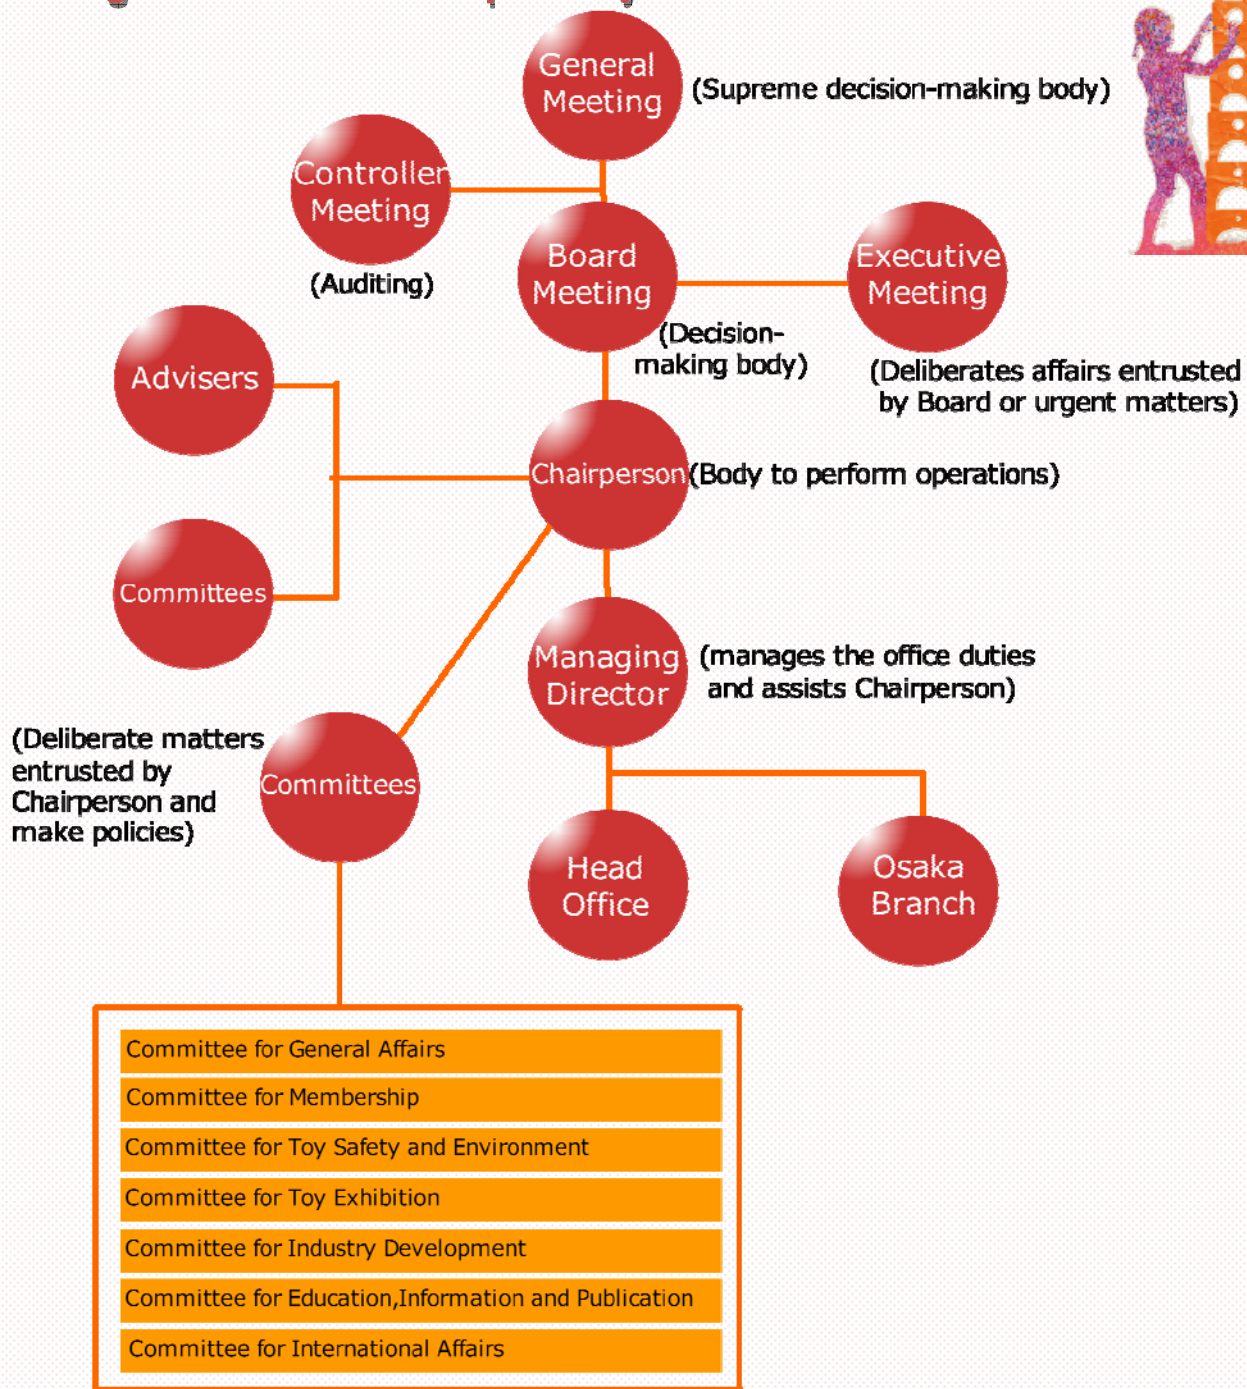 General
Meeting
(Supreme decision-making body)
Controller
Meeting
(Auditing)
Board
Meeting
(Decision-
making body)
Executive
Meeting
(Deliberates affairs entrusted
by Board or urgent matters)
Advisers
Chairperson
(Body to perform operations)
Committees
Managing
Director
(manages the office duties
and assists Chairperson)
(Deliberate matters
entrusted by
Chairperson and
make policies)
Committees
Head
Office
Osaka
Branch
Committee for General Affairs
Committee for Membership
Committee for Toy Safety and Environment
Committee for Toy Exhibition
Committee for Industry Development
Committee for Education,Information and Publication
Committee for International Affairs